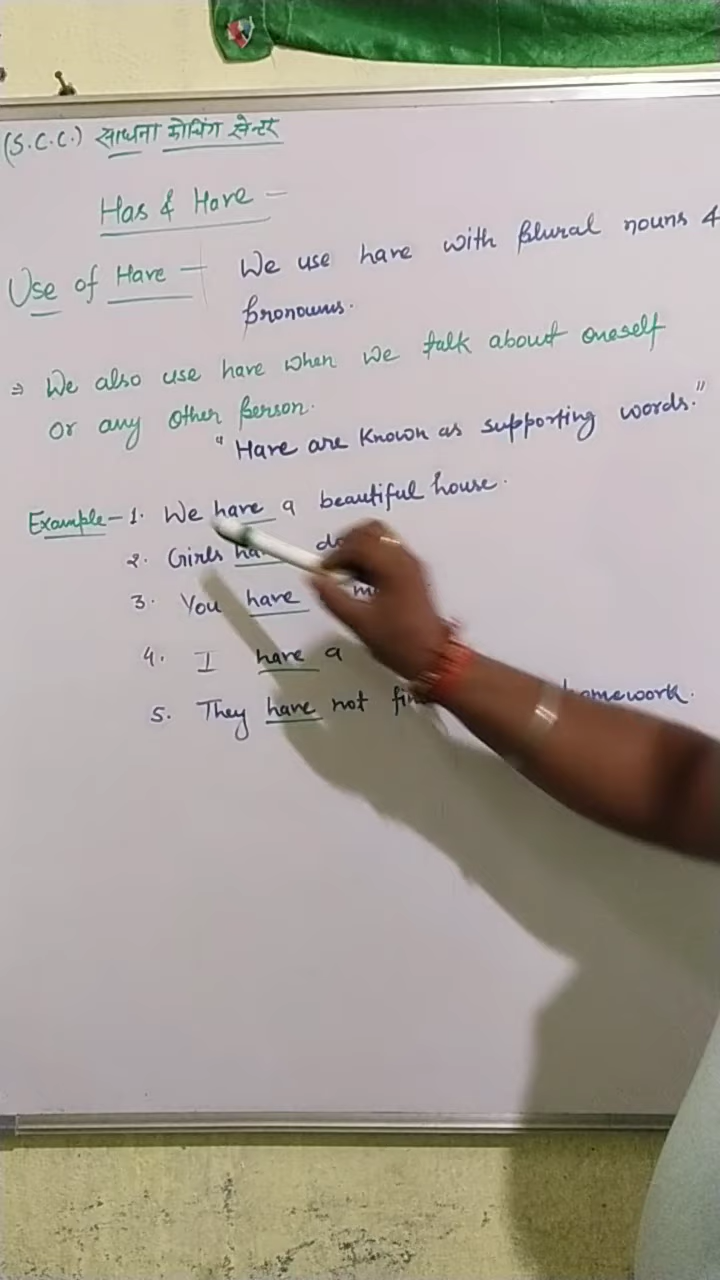 (S.C.C.) साधना कोचिंग सेन्टर
Has & Have –
Use of Have – We use have with plural nouns &
pronouns.
⇒ We also use have when we talk about oneself
or any other person.
"Have are known as supporting words."
Example – 1. We have a beautiful house.
2. Girls
3. You have
4. I have a
5. They have not homework.